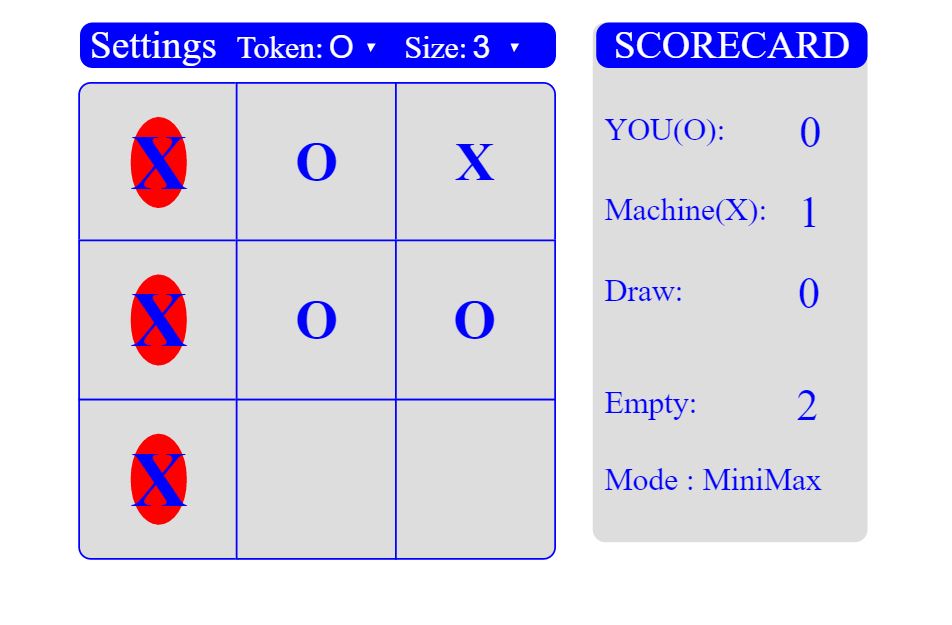 Settings Token: O Size: 3 SCORECARD
X O X
YOU(O): 0
Machine(X): 1
X O O
Draw: 0
Empty: 2
X
Mode : MiniMax